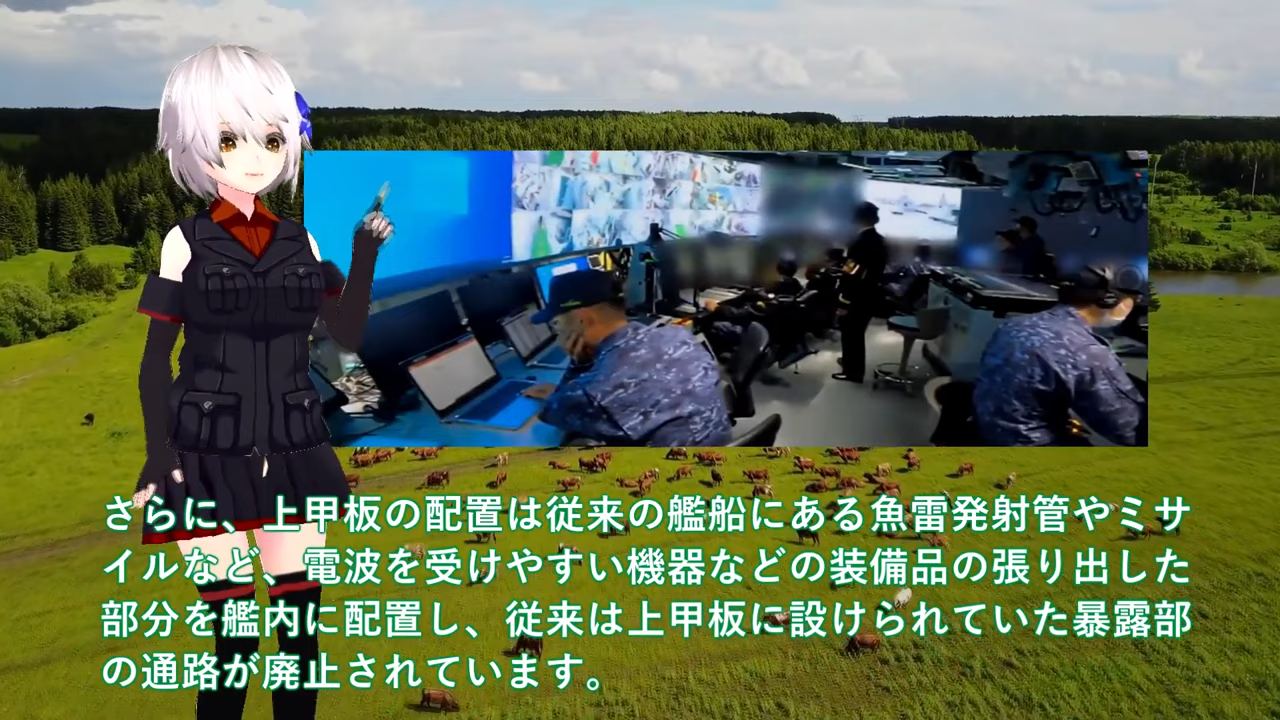 さらに、上甲板の配置は従来の艦船にある魚雷発射管やミサ
イルなど、電波を受けやすい機器などの装備品の張り出した
部分を艦内に配置し、従来は上甲板に設けられていた暴露部
の通路が廃止されています。